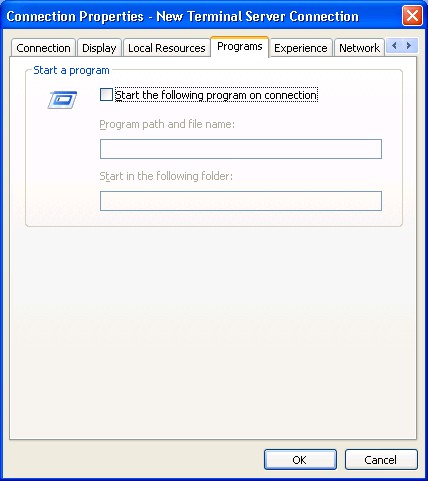 Connection Properties - New Terminal Server Connection
Connection Display Local Resources Programs Experience Network
Start a program
Start the following program on connection
Program path and file name:
Start in the following folder:
OK Cancel